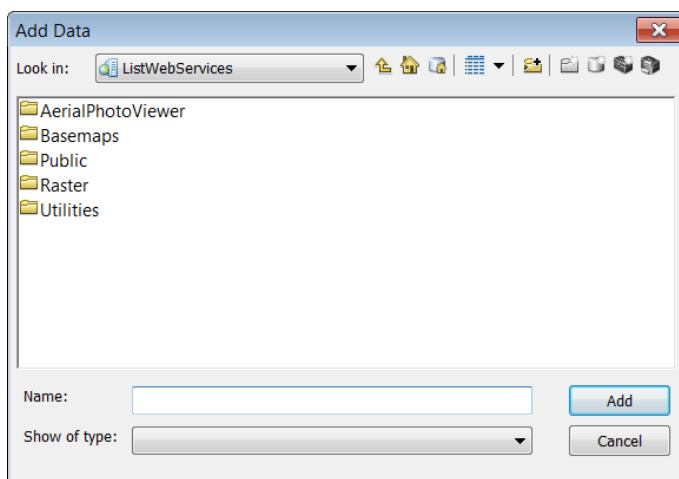 Add Data
Look in: ListWebServices
AerialPhotoViewer
Basemaps
Public
Raster
Utilities
Name: Add
Show of type: Cancel